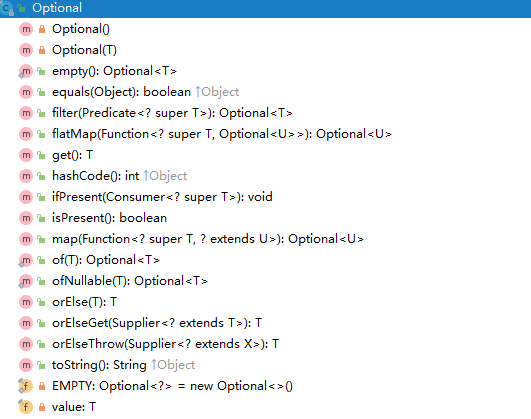 Optional
Optional()
Optional(T)
empty(): Optional<T>
equals(Object): boolean ↑Object
filter(Predicate<? super T>): Optional<T>
flatMap(Function<? super T, Optional<U>>): Optional<U>
get(): T
hashCode(): int ↑Object
ifPresent(Consumer<? super T>): void
isPresent(): boolean
map(Function<? super T, ? extends U>): Optional<U>
of(T): Optional<T>
ofNullable(T): Optional<T>
orElse(T): T
orElseGet(Supplier<? extends T>): T
orElseThrow(Supplier<? extends X>): T
toString(): String ↑Object
EMPTY: Optional<?> = new Optional<>()
value: T